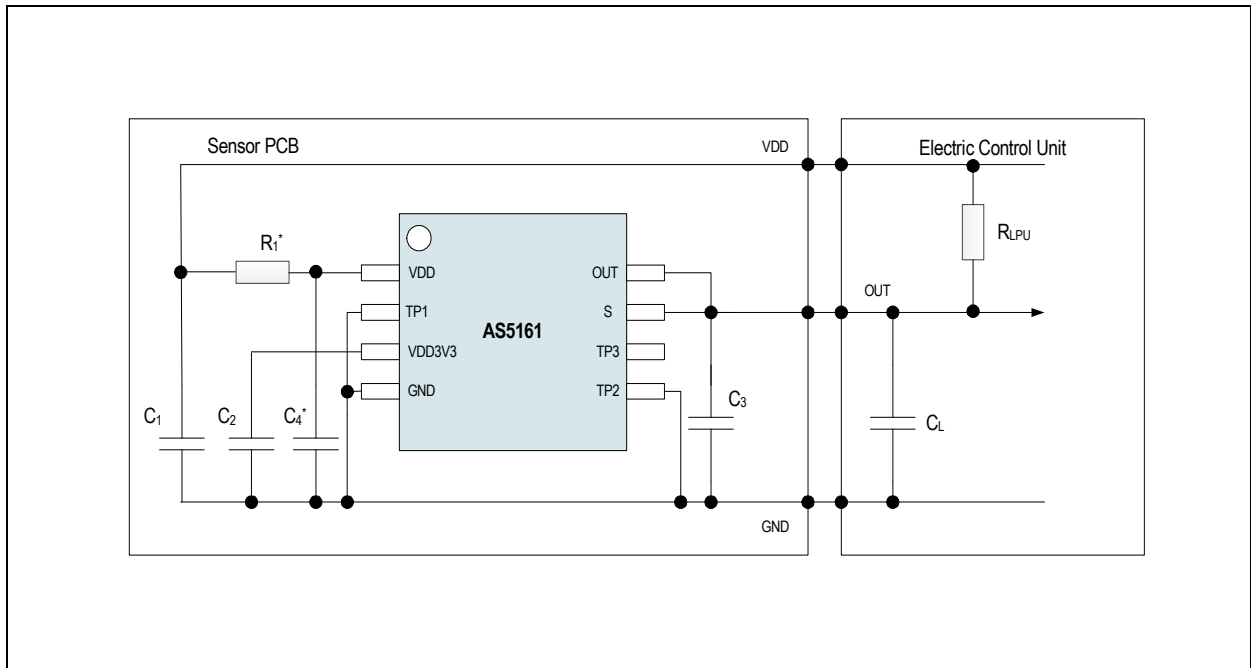 Sensor PCB
VDD
Electric Control Unit
R1*
RLPU
VDD
OUT
OUT
TP1
S
AS5161
VDD3V3
TP3
GND
TP2
C1
C2
C4*
C3
CL
GND